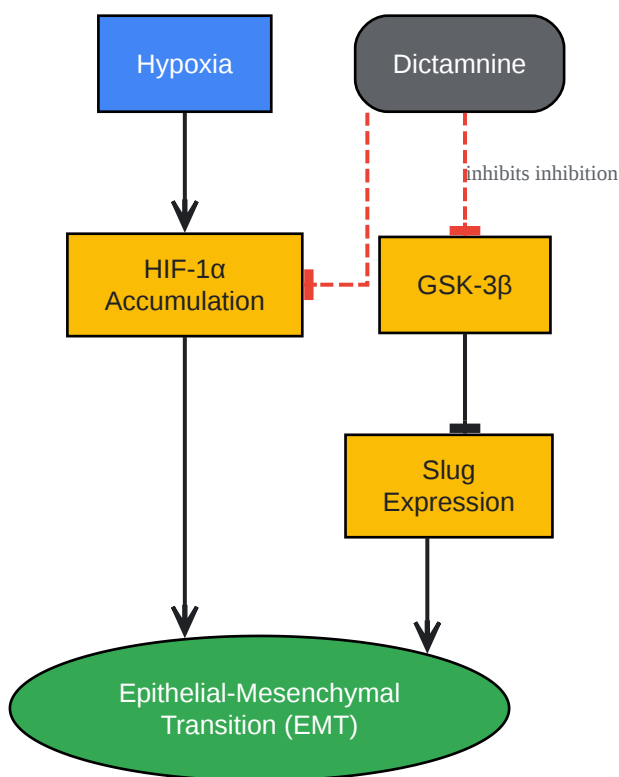 Hypoxia
Dictamnine
inhibits inhibition
HIF-1α
Accumulation
GSK-3β
Slug
Expression
Epithelial-Mesenchymal
Transition (EMT)